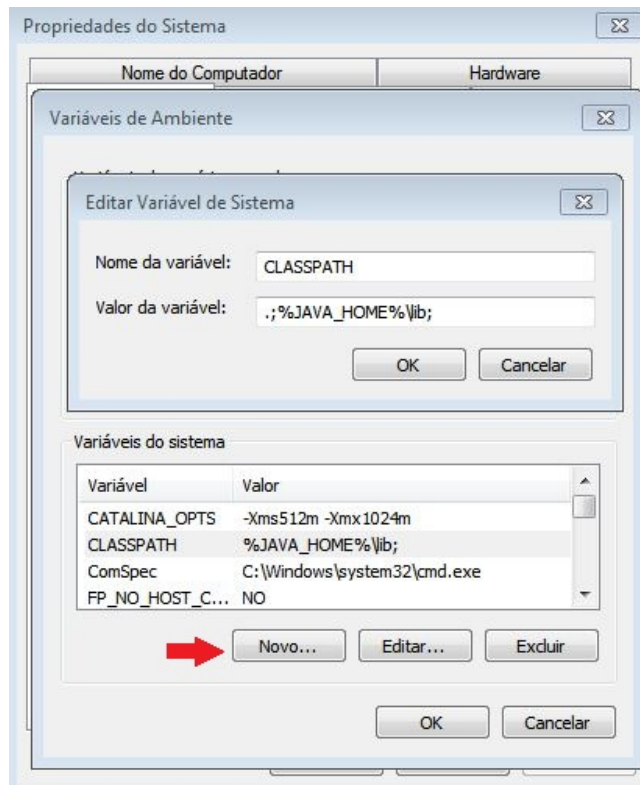 Propriedades do Sistema
Nome do Computador Hardware
Variáveis de Ambiente
Editar Variável de Sistema
Nome da variável: CLASSPATH
Valor da variável: .;%JAVA_HOME%\lib;
OK Cancelar
Variáveis do sistema
Variável Valor
CATALINA_OPTS -Xms512m -Xmx1024m
CLASSPATH %JAVA_HOME%\lib;
ComSpec C:\Windows\system32\cmd.exe
FP_NO_HOST_C... NO
Novo... Editar... Excluir
OK Cancelar